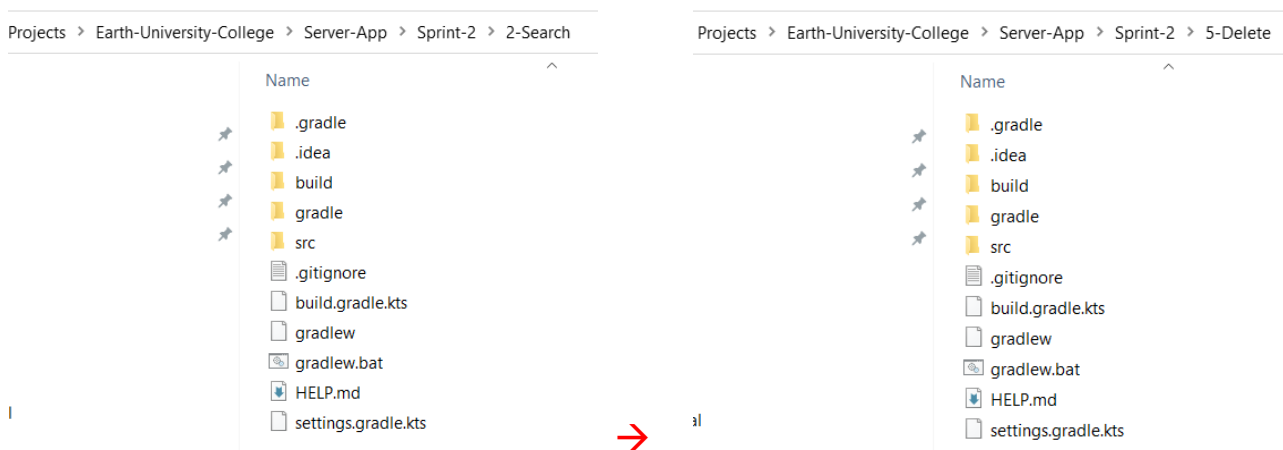 Projects > Earth-University-College > Server-App > Sprint-2 > 2-Search
Name
.gradle
.idea
build
gradle
src
.gitignore
build.gradle.kts
gradlew
gradlew.bat
HELP.md
settings.gradle.kts
l
→
Projects > Earth-University-College > Server-App > Sprint-2 > 5-Delete
Name
.gradle
.idea
build
gradle
src
.gitignore
build.gradle.kts
gradlew
gradlew.bat
HELP.md
settings.gradle.kts
al